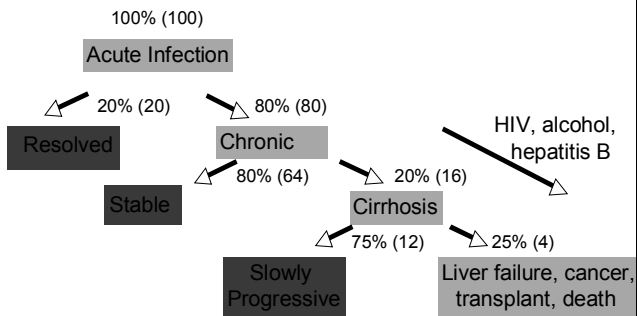 100% (100)
Acute Infection
20% (20)
80% (80)
Resolved
Chronic
HIV, alcohol,
hepatitis B
80% (64)
20% (16)
Stable
Cirrhosis
75% (12)
25% (4)
Slowly
Progressive
Liver failure, cancer,
transplant, death